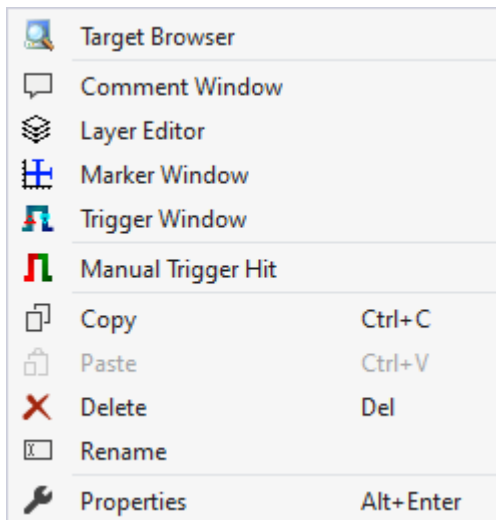 Target Browser
Comment Window
Layer Editor
Marker Window
Trigger Window
Manual Trigger Hit
Copy Ctrl+C
Paste Ctrl+V
Delete Del
Rename
Properties Alt+Enter